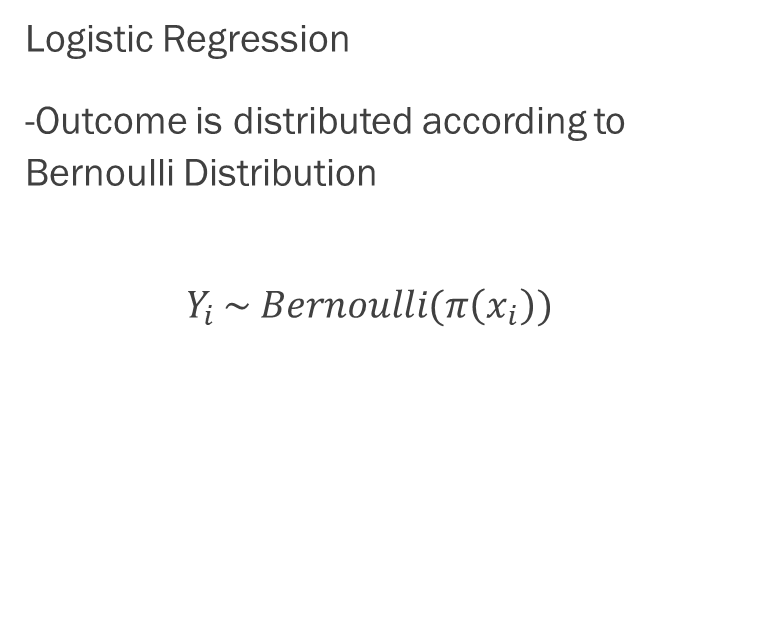 Logistic Regression
-Outcome is distributed according to
Bernoulli Distribution
Yᵢ ~ Bernoulli(π(xᵢ))